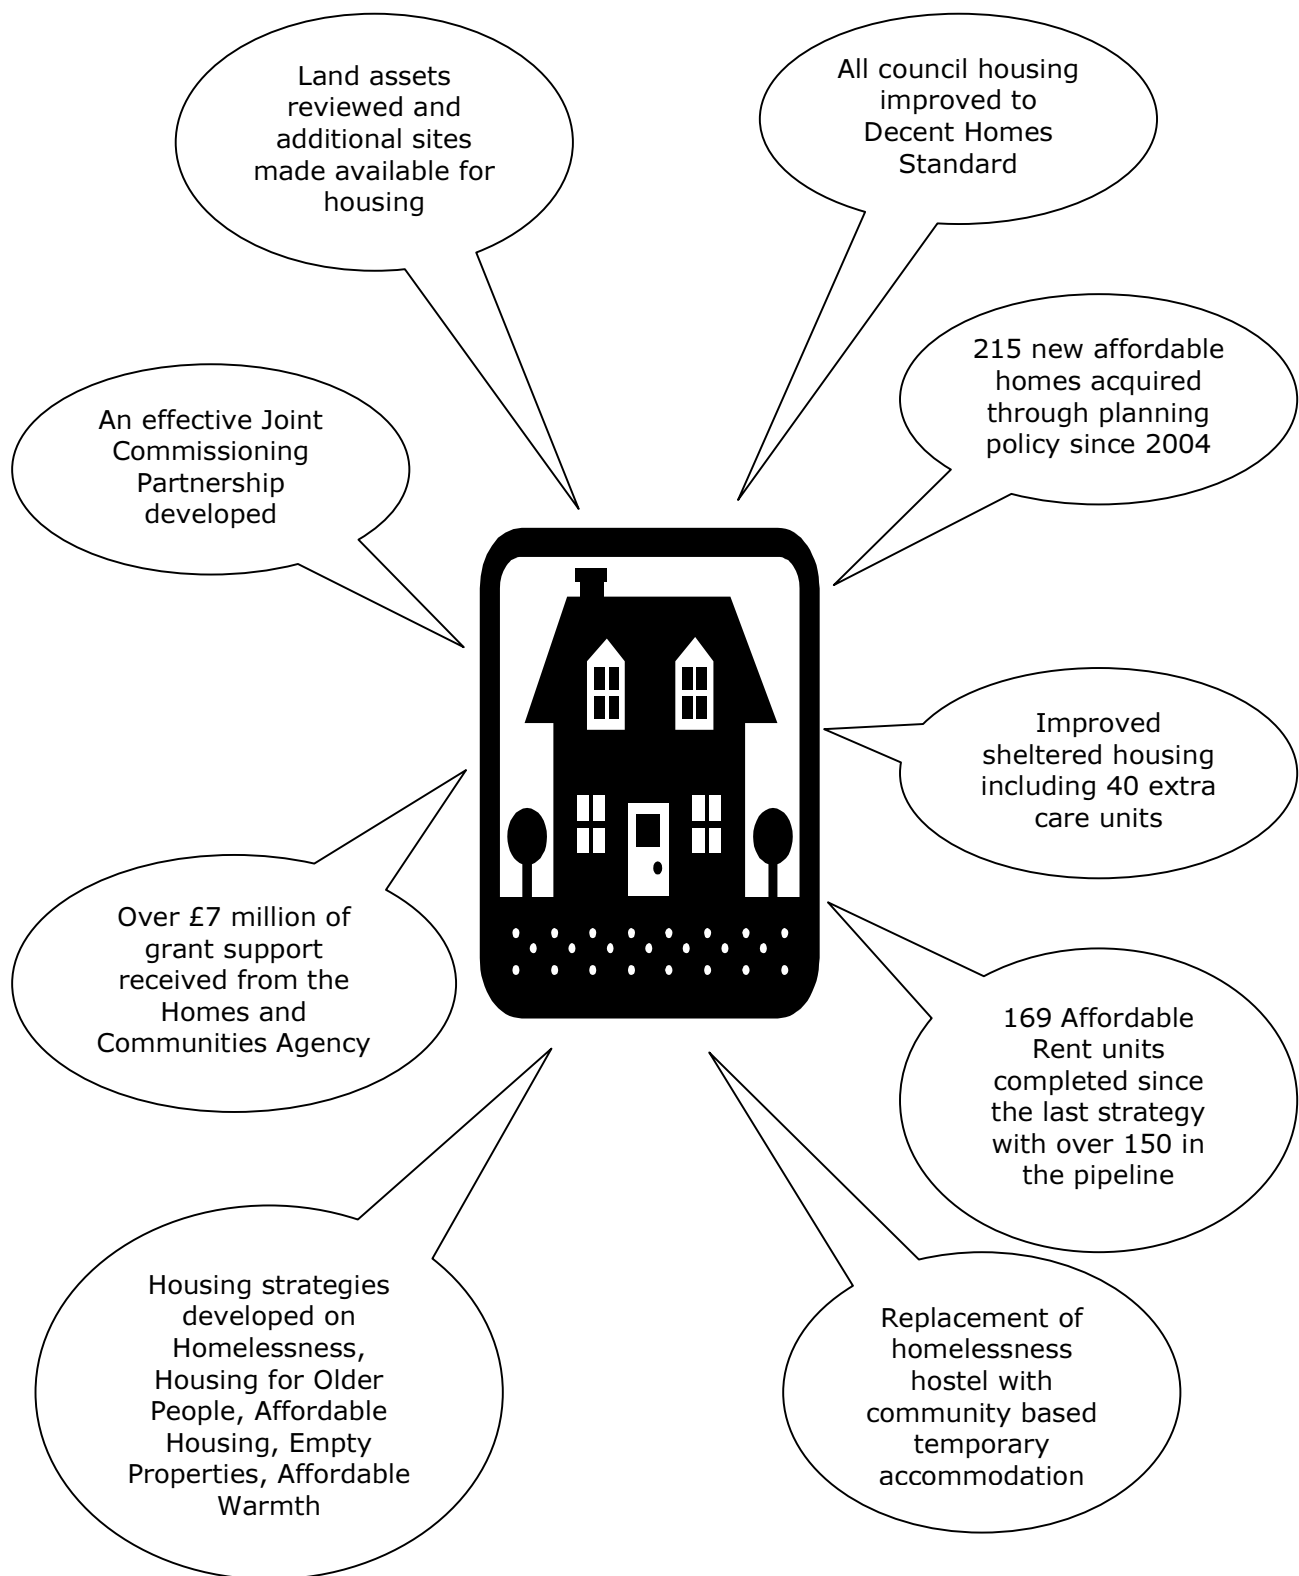 Land assets
reviewed and
additional sites
made available for
housing
All council housing
improved to
Decent Homes
Standard
215 new affordable
homes acquired
through planning
policy since 2004
An effective Joint
Commissioning
Partnership
developed
Improved
sheltered housing
including 40 extra
care units
Over £7 million of
grant support
received from the
Homes and
Communities Agency
169 Affordable
Rent units
completed since
the last strategy
with over 150 in
the pipeline
Housing strategies
developed on
Homelessness,
Housing for Older
People, Affordable
Housing, Empty
Properties, Affordable
Warmth
Replacement of
homelessness
hostel with
community based
temporary
accommodation